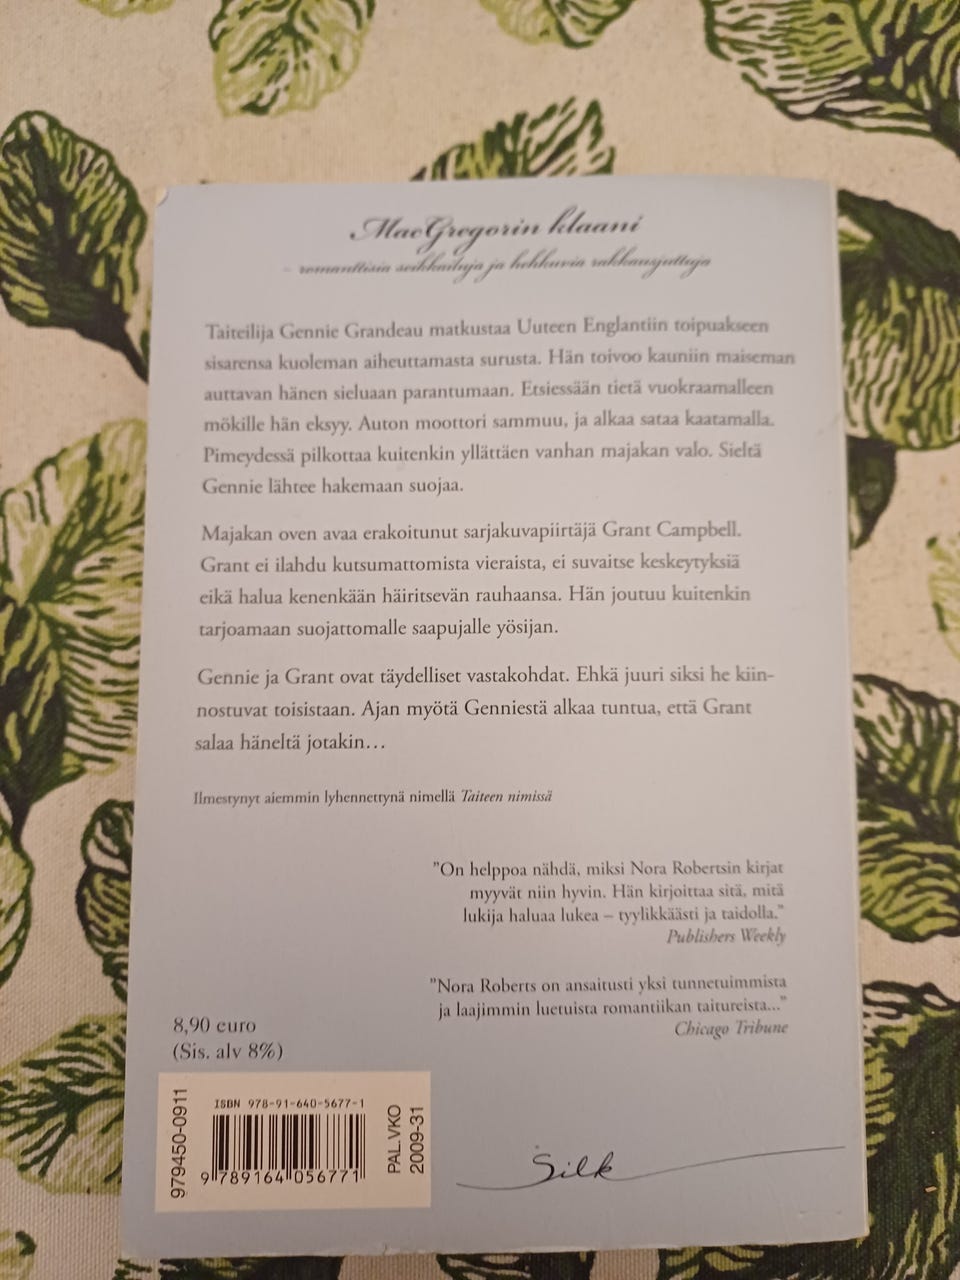 MacGregorin klaani
– romanttisia seikkailuja ja hehkuvia rakkausjuttuja
Taiteilija Gennie Grandeau matkustaa Uuteen Englantiin toipuakseen
sisarensa kuoleman aiheuttamasta surusta. Hän toivoo kauniin maiseman
auttavan hänen sieluaan parantumaan. Etsiessään tietä vuokraamalleen
mökille hän eksyy. Auton moottori sammuu, ja alkaa sataa kaatamalla.
Pimeydessä pilkottaa kuitenkin yllättäen vanhan majakan valo. Sieltä
Gennie lähtee hakemaan suojaa.
Majakan oven avaa erakoitunut sarjakuvapiirtäjä Grant Campbell.
Grant ei ilahdu kutsumattomista vieraista, ei suvaitse keskeytyksiä
eikä halua kenenkään häiritsevän rauhaansa. Hän joutuu kuitenkin
tarjoamaan suojattomalle saapujalle yösijan.
Gennie ja Grant ovat täydelliset vastakohdat. Ehkä juuri siksi he kiin-
nostuvat toisistaan. Ajan myötä Genniestä alkaa tuntua, että Grant
salaa häneltä jotakin…
Ilmestynyt aiemmin lyhennettynä nimellä Taiteen nimissä
”On helppoa nähdä, miksi Nora Robertsin kirjat
myyvät niin hyvin. Hän kirjoittaa sitä, mitä
lukija haluaa lukea – tyylikkäästi ja taidolla.”
Publishers Weekly
”Nora Roberts on ansaitusti yksi tunnetuimmista
ja laajimmin luetuista romantiikan taitureista...”
Chicago Tribune
8,90 euro
(Sis. alv 8%)
979450-0911
ISBN 978-91-640-5677-1
9 789164 056771
PAL.VKO
2009-31
Silk